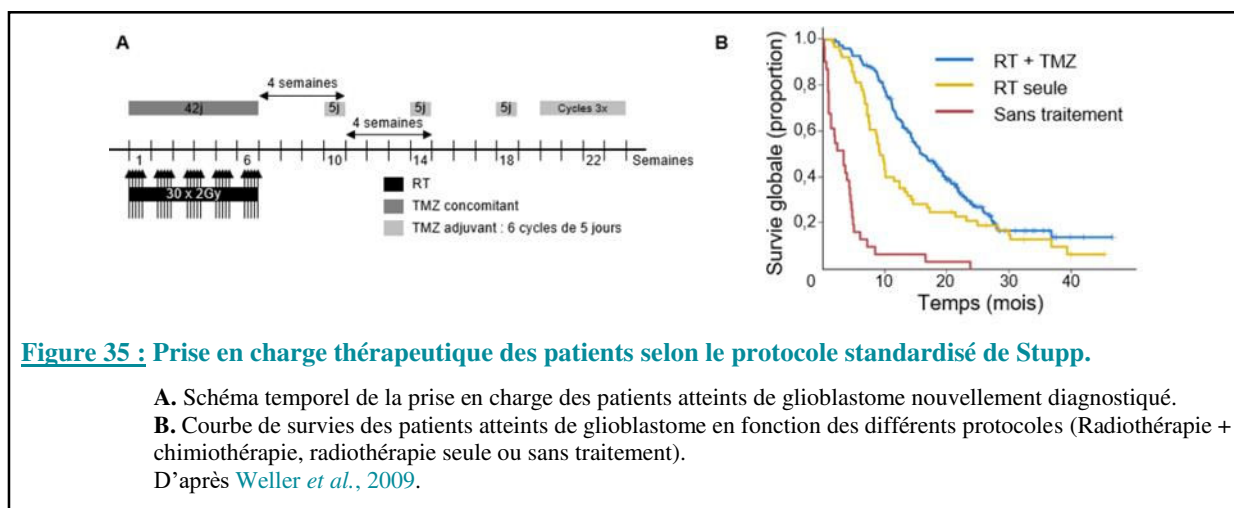 A
4 semaines
42j
5j
5j
5j
Cycles 3x
4 semaines
1
6
10
14
18
22
Semaines
30 x 2Gy
RT
TMZ concomitant
TMZ adjuvant : 6 cycles de 5 jours
B
Survie globale (proportion)
1.0
0,8
0,6
0,4
0,2
0
10
20
30
40
Temps (mois)
RT + TMZ
RT seule
Sans traitement
Figure 35 : Prise en charge thérapeutique des patients selon le protocole standardisé de Stupp.
A. Schéma temporel de la prise en charge des patients atteints de glioblastome nouvellement diagnostiqué.
B. Courbe de survies des patients atteints de glioblastome en fonction des différents protocoles (Radiothérapie +
chimiothérapie, radiothérapie seule ou sans traitement).
D’après Weller et al., 2009.